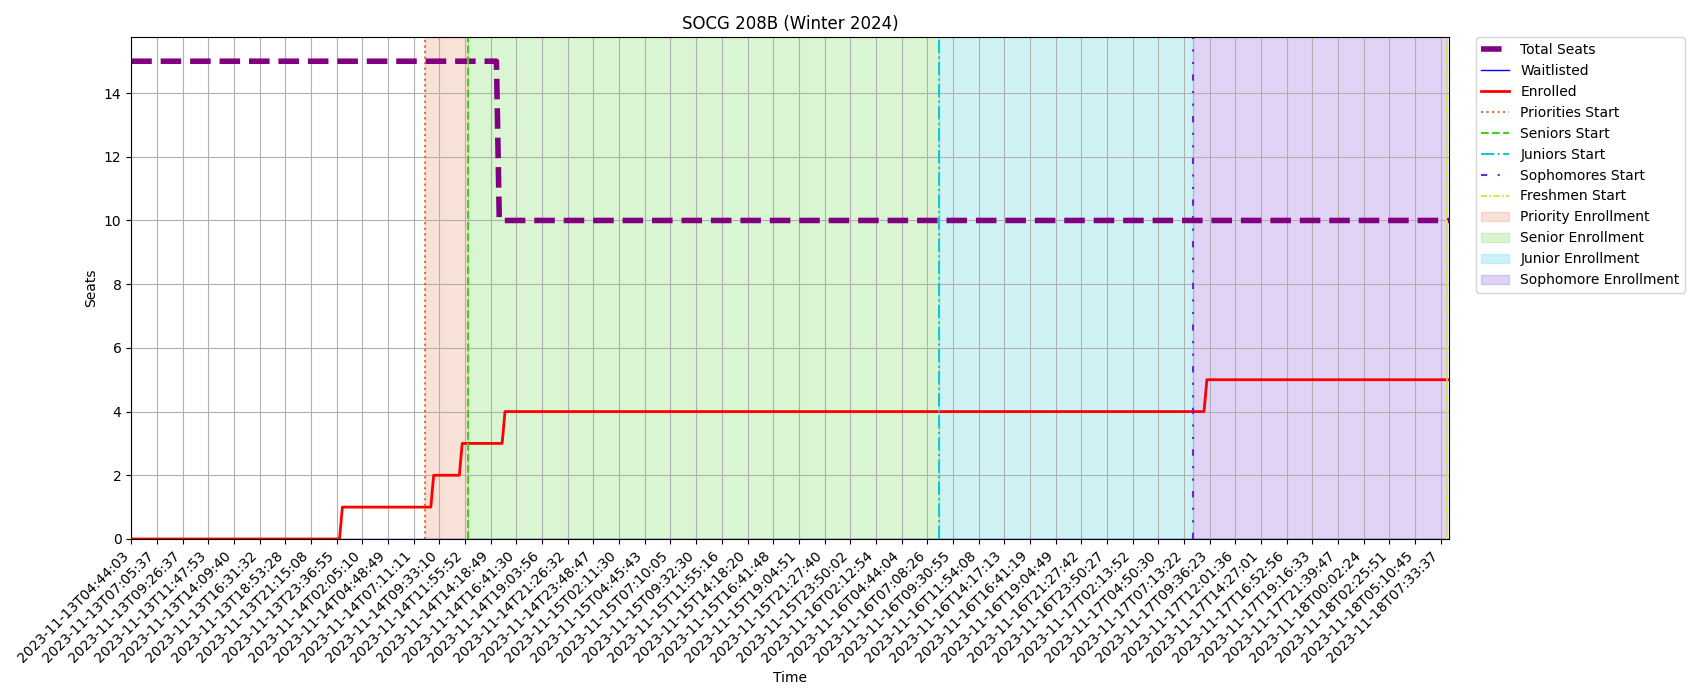 SOCG 208B (Winter 2024)
Total Seats
Waitlisted
Enrolled
Priorities Start
Seniors Start
Juniors Start
Sophomores Start
Freshmen Start
Priority Enrollment
Senior Enrollment
Junior Enrollment
Sophomore Enrollment
Seats
14
12
10
8
6
4
2
0
2023-11-13T04:44:03
2023-11-13T07:05:37
2023-11-13T09:26:37
2023-11-13T11:47:53
2023-11-13T14:09:40
2023-11-13T16:31:32
2023-11-13T18:53:28
2023-11-13T21:15:08
2023-11-13T23:36:55
2023-11-14T02:05:10
2023-11-14T04:48:49
2023-11-14T07:11:11
2023-11-14T09:33:10
2023-11-14T11:55:52
2023-11-14T14:18:49
2023-11-14T16:41:30
2023-11-14T19:03:56
2023-11-14T21:26:32
2023-11-14T23:48:47
2023-11-15T02:11:30
2023-11-15T04:45:43
2023-11-15T07:10:05
2023-11-15T09:32:30
2023-11-15T11:55:16
2023-11-15T14:18:20
2023-11-15T16:41:48
2023-11-15T19:04:51
2023-11-15T21:27:40
2023-11-15T23:50:02
2023-11-16T02:12:54
2023-11-16T04:44:04
2023-11-16T07:08:26
2023-11-16T09:30:55
2023-11-16T11:54:08
2023-11-16T14:17:13
2023-11-16T16:41:19
2023-11-16T19:04:49
2023-11-16T21:27:42
2023-11-16T23:50:27
2023-11-17T02:13:52
2023-11-17T04:50:30
2023-11-17T07:13:22
2023-11-17T09:36:23
2023-11-17T12:01:36
2023-11-17T14:27:01
2023-11-17T16:52:56
2023-11-17T19:16:33
2023-11-17T21:39:47
2023-11-18T00:02:24
2023-11-18T02:25:51
2023-11-18T05:10:45
2023-11-18T07:33:37
Time